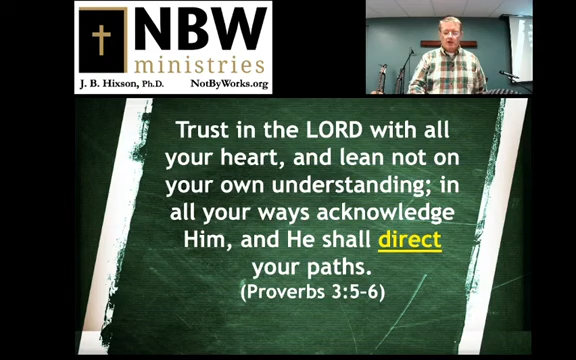 NBW
ministries
J. B. Hixson, Ph.D. NotByWorks.org
Trust in the LORD with all
your heart, and lean not on
your own understanding; in
all your ways acknowledge
Him, and He shall direct
your paths.
(Proverbs 3:5–6)